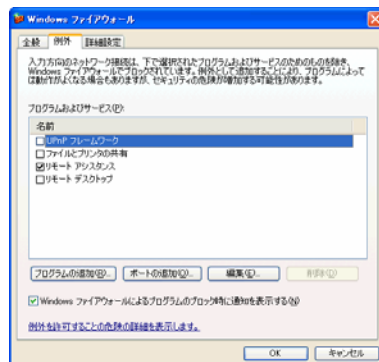 Windows ファイアウォール
全般 例外 詳細設定
入力方向のネットワーク接続は、下で選択されたプログラムおよびサービスのためのものを除き、
Windows ファイアウォールでブロックされています。例外として追加することにより、プログラムによって
は動作がよくなる場合もありますが、セキュリティの危険が増加する可能性があります。
プログラムおよびサービス(P):
名前
UPnP フレームワーク
ファイルとプリンタの共有
リモート アシスタンス
リモート デスクトップ
プログラムの追加(R)... ポートの追加(O)... 編集(E)... 削除(D)
Windows ファイアウォールによるプログラムのブロック時に通知を表示する(N)
例外を許可することの危険の詳細を表示します。
OK キャンセル